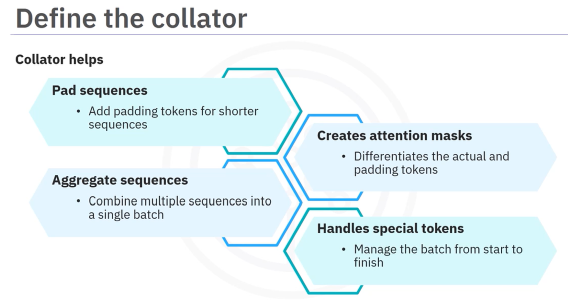 Define the collator
Collator helps
Pad sequences
• Add padding tokens for shorter
sequences
Creates attention masks
• Differentiates the actual and
padding tokens
Aggregate sequences
• Combine multiple sequences into
a single batch
Handles special tokens
• Manage the batch from start to
finish